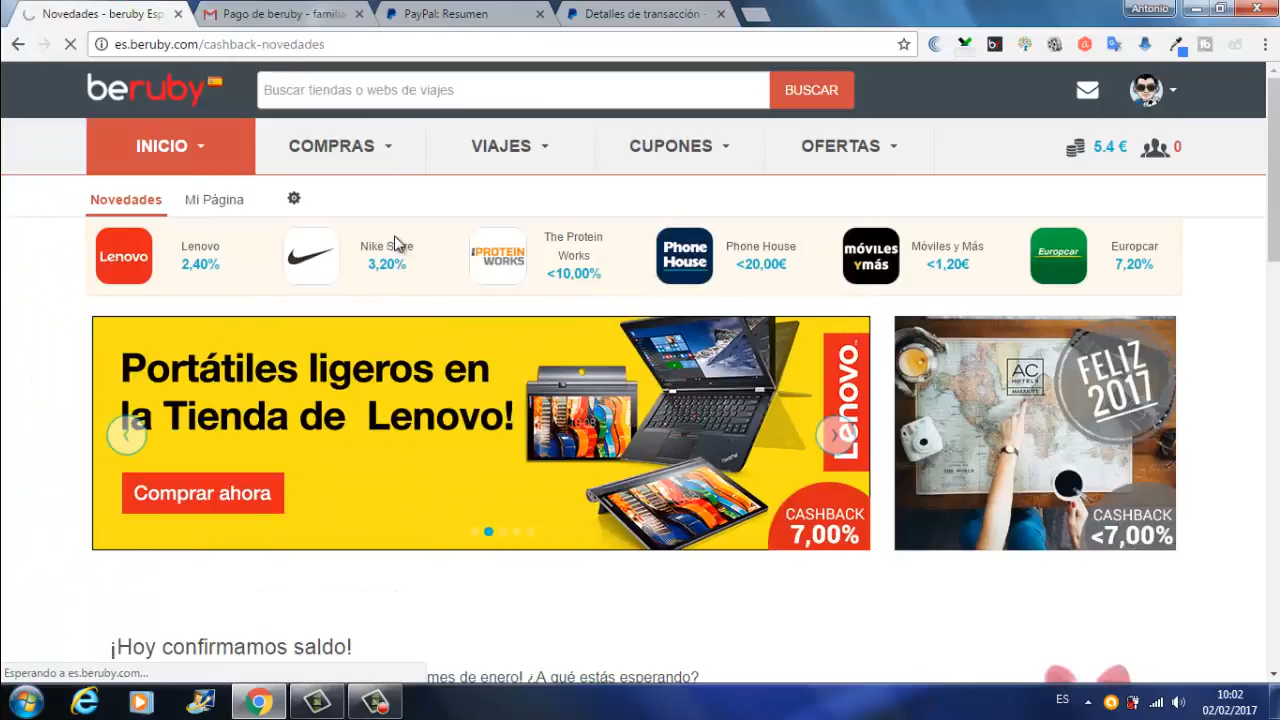 Novedades - beruby Esp
Pago de beruby - famili
PayPal: Resumen
Detalles de transacción
Antonio
es.beruby.com/cashback-novedades
beruby
Buscar tiendas o webs de viajes
BUSCAR
INICIO
COMPRAS
VIAJES
CUPONES
OFERTAS
5.4 €
0
Novedades
Mi Página
Lenovo
Lenovo
2,40%
Nike Store
3,20%
THE PROTEIN WORKS
The Protein
Works
<10,00%
Phone House
Phone House
<20,00€
móviles Ymás
Móviles y Más
<1,20€
Europcar
Europcar
7,20%
Portátiles ligeros en
la Tienda de Lenovo!
Comprar ahora
lenovo
CASHBACK
7,00%
AC
HOTELS
MARRIOTT
FELIZ
2017
CASHBACK
<7,00%
¡Hoy confirmamos saldo!
mes de enero! ¿A qué estás esperando?
Esperando a es.beruby.com...
ES
10:02
02/02/2017